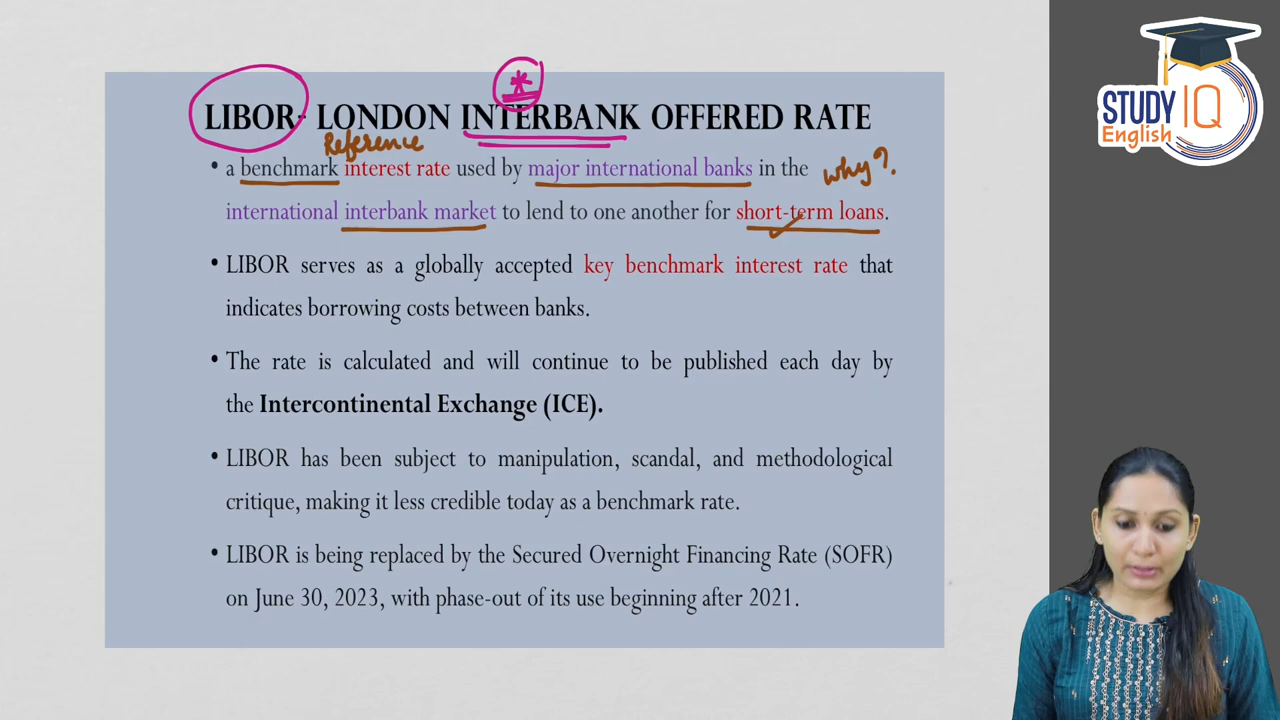 LIBOR- LONDON INTERBANK OFFERED RATE
Reference
• a benchmark interest rate used by major international banks in the
why?
international interbank market to lend to one another for short-term loans.
• LIBOR serves as a globally accepted key benchmark interest rate that
indicates borrowing costs between banks.
• The rate is calculated and will continue to be published each day by
the Intercontinental Exchange (ICE).
• LIBOR has been subject to manipulation, scandal, and methodological
critique, making it less credible today as a benchmark rate.
• LIBOR is being replaced by the Secured Overnight Financing Rate (SOFR)
on June 30, 2023, with phase-out of its use beginning after 2021.
STUDY IQ
English